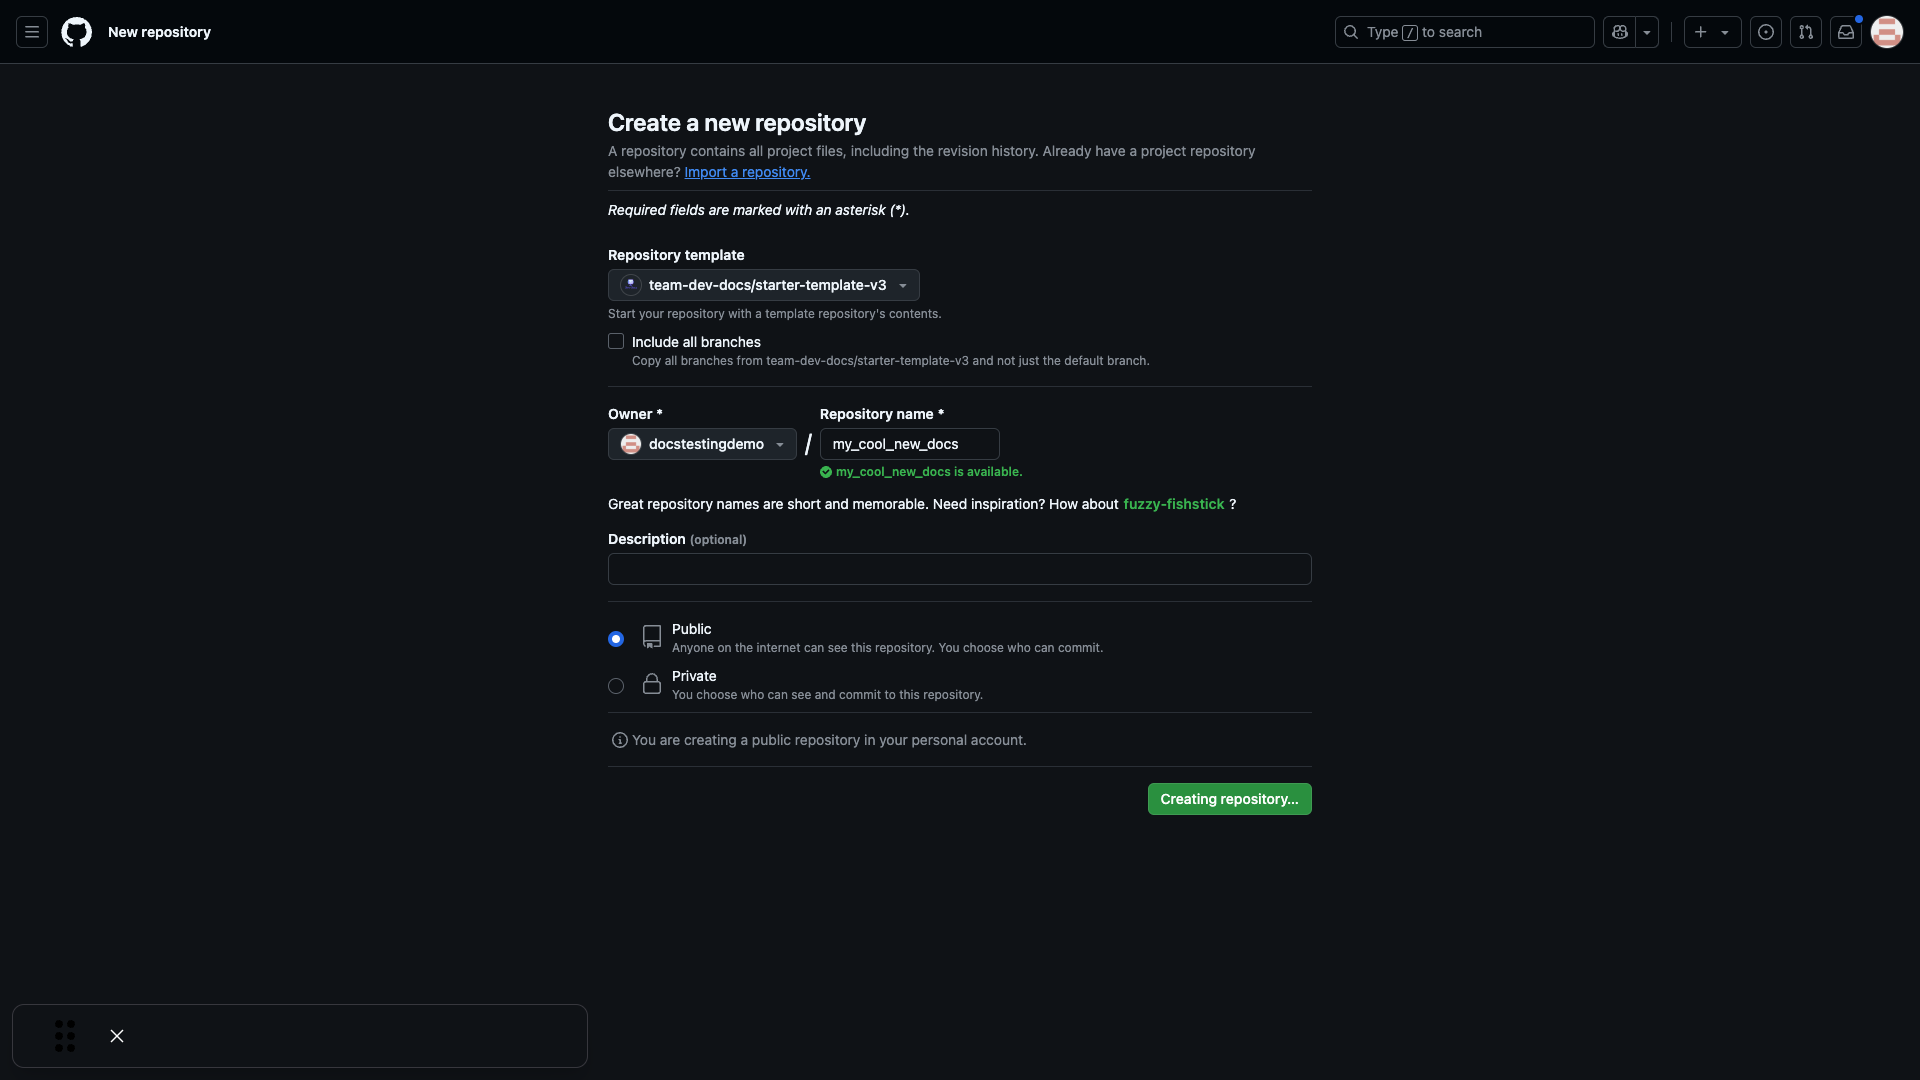 New repository
Type / to search
Create a new repository
A repository contains all project files, including the revision history. Already have a project repository
elsewhere? Import a repository.
Required fields are marked with an asterisk (*).
Repository template
team-dev-docs/starter-template-v3
Start your repository with a template repository's contents.
Include all branches
Copy all branches from team-dev-docs/starter-template-v3 and not just the default branch.
Owner * Repository name *
docstestingdemo / my_cool_new_docs
my_cool_new_docs is available.
Great repository names are short and memorable. Need inspiration? How about fuzzy-fishstick ?
Description (optional)
Public
Anyone on the internet can see this repository. You choose who can commit.
Private
You choose who can see and commit to this repository.
You are creating a public repository in your personal account.
Creating repository...